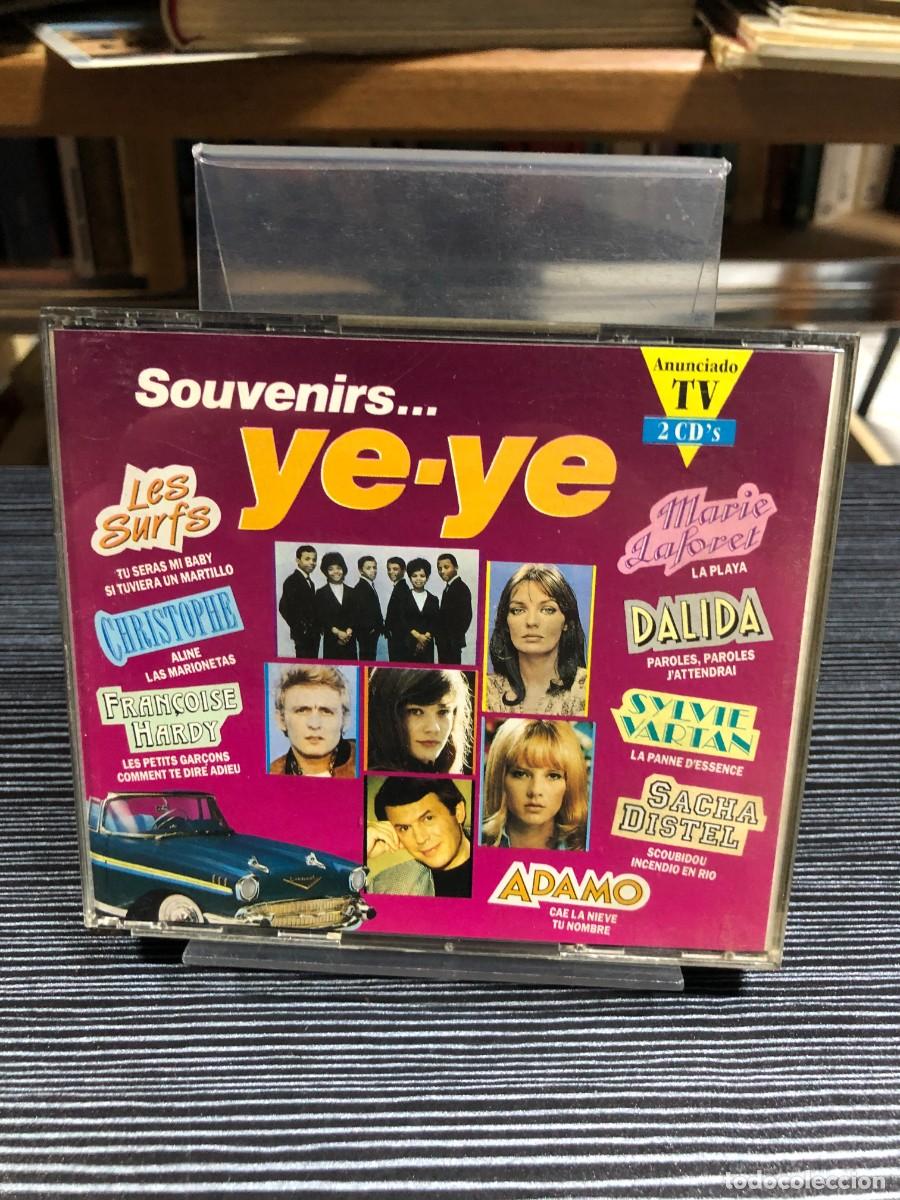 Souvenirs...
ye-ye
Anunciado
TV
2 CD's
Les
Surfs
TU SERAS MI BABY
SI TUVIERA UN MARTILLO
CHRISTOPHE
ALINE
LAS MARIONETAS
FRANÇOISE
HARDY
LES PETITS GARÇONS
COMMENT TE DIRE ADIEU
Marie
Laforet
LA PLAYA
DALIDA
PAROLES, PAROLES
J'ATTENDRAI
SYLVIE
VARTAN
LA PANNE D'ESSENCE
SACHA
DISTEL
SCOUBIDOU
INCENDIO EN RIO
ADAMO
CAE LA NIEVE
TU NOMBRE
todocoleccion